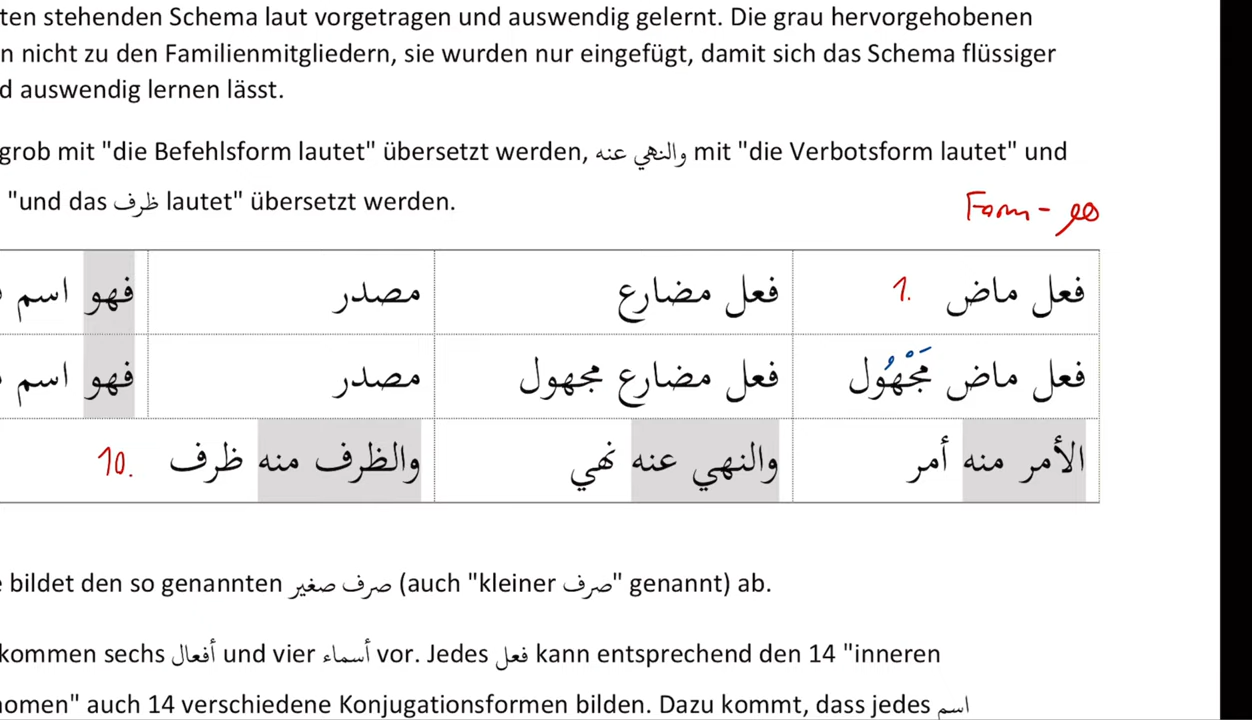 ten stehenden Schema laut vorgetragen und auswendig gelernt. Die grau hervorgehobenen
n nicht zu den Familienmitgliedern, sie wurden nur eingefügt, damit sich das Schema flüssiger
d auswendig lernen lässt.
grob mit "die Befehlsform lautet" übersetzt werden, والنهي عنه mit "die Verbotsform lautet" und
"und das ظرف lautet" übersetzt werden.
فعل ماض 1. فعل مضارع مصدر فهو اسم
فعل ماض مَجْهُول فعل مضارع مجهول مصدر فهو اسم
الأمر منه أمر والنهي عنه نهي والظرف منه ظرف 10.
bildet den so genannten صرف صغير (auch "kleiner صرف" genannt) ab.
kommen sechs أفعال und vier أسماء vor. Jedes فعل kann entsprechend den 14 "inneren
nomen" auch 14 verschiedene Konjugationsformen bilden. Dazu kommt, dass jedes اسم